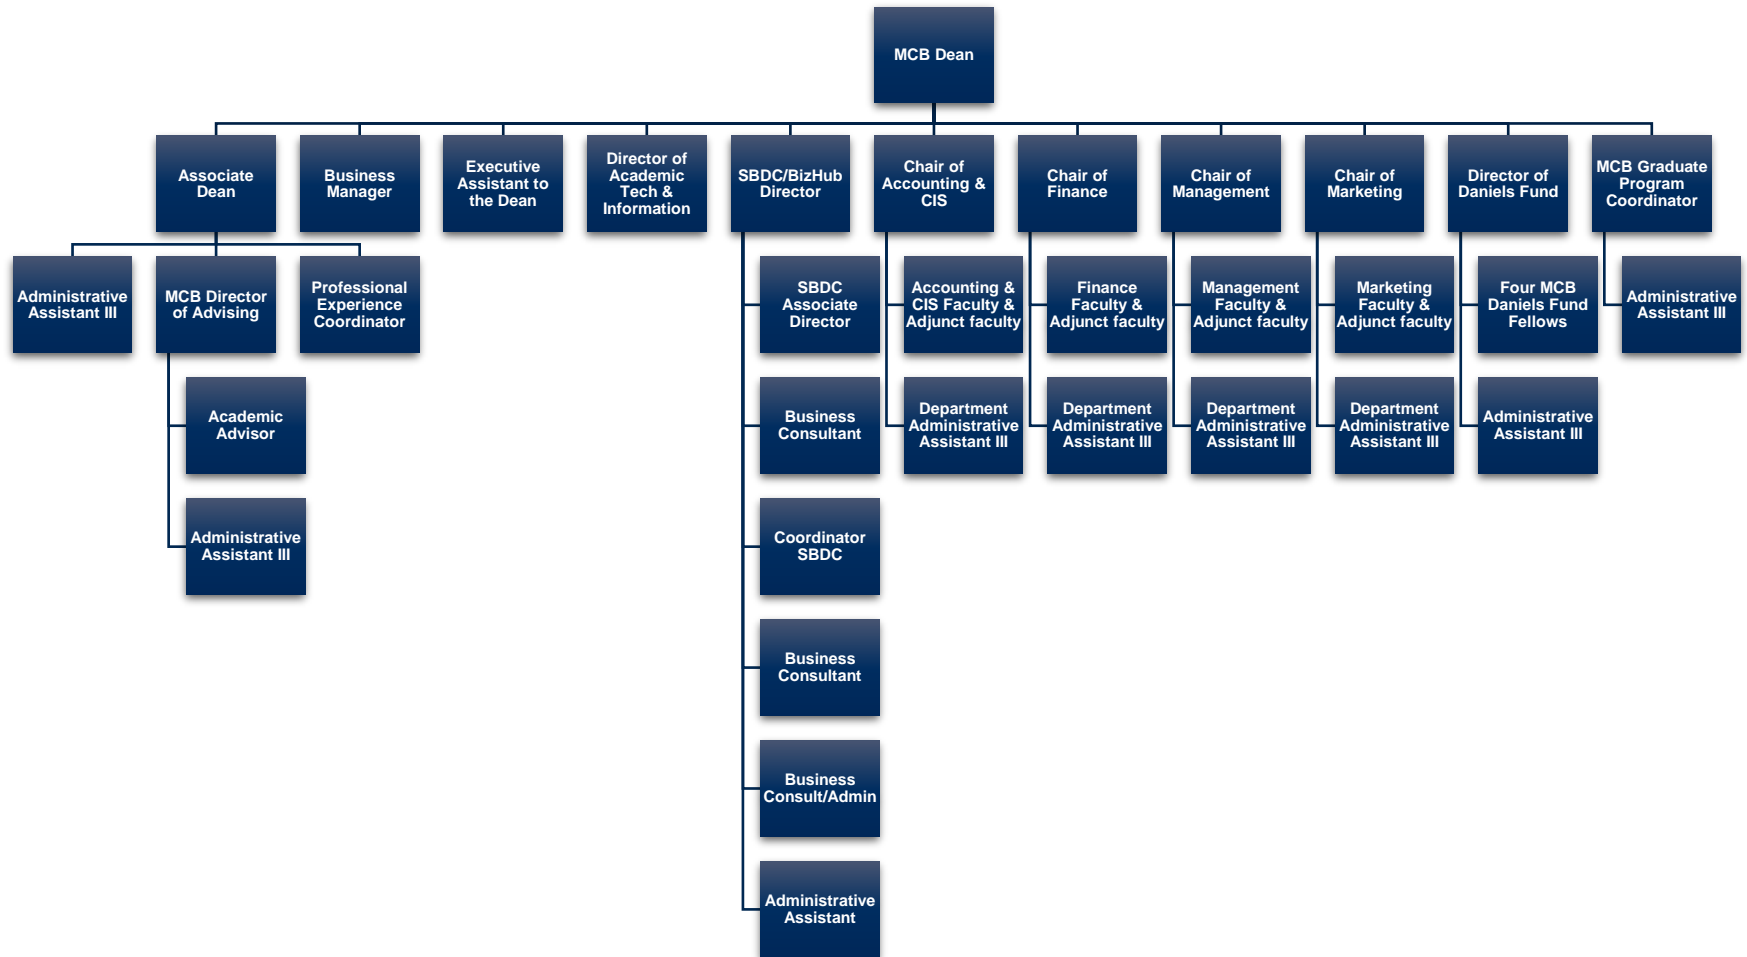 MCB Dean
Associate
Dean
Business
Manager
Executive
Assistant to
the Dean
Director of
Academic
Tech &
Information
SBDC/BizHub
Director
Chair of
Accounting &
CIS
Chair of
Finance
Chair of
Management
Chair of
Marketing
Director of
Daniels Fund
MCB Graduate
Program
Coordinator
Administrative
Assistant III
MCB Director
of Advising
Professional
Experience
Coordinator
SBDC
Associate
Director
Accounting &
CIS Faculty &
Adjunct faculty
Finance
Faculty &
Adjunct faculty
Management
Faculty &
Adjunct faculty
Marketing
Faculty &
Adjunct faculty
Four MCB
Daniels Fund
Fellows
Administrative
Assistant III
Academic
Advisor
Business
Consultant
Department
Administrative
Assistant III
Department
Administrative
Assistant III
Department
Administrative
Assistant III
Department
Administrative
Assistant III
Administrative
Assistant III
Administrative
Assistant III
Coordinator
SBDC
Business
Consultant
Business
Consult/Admin
Administrative
Assistant